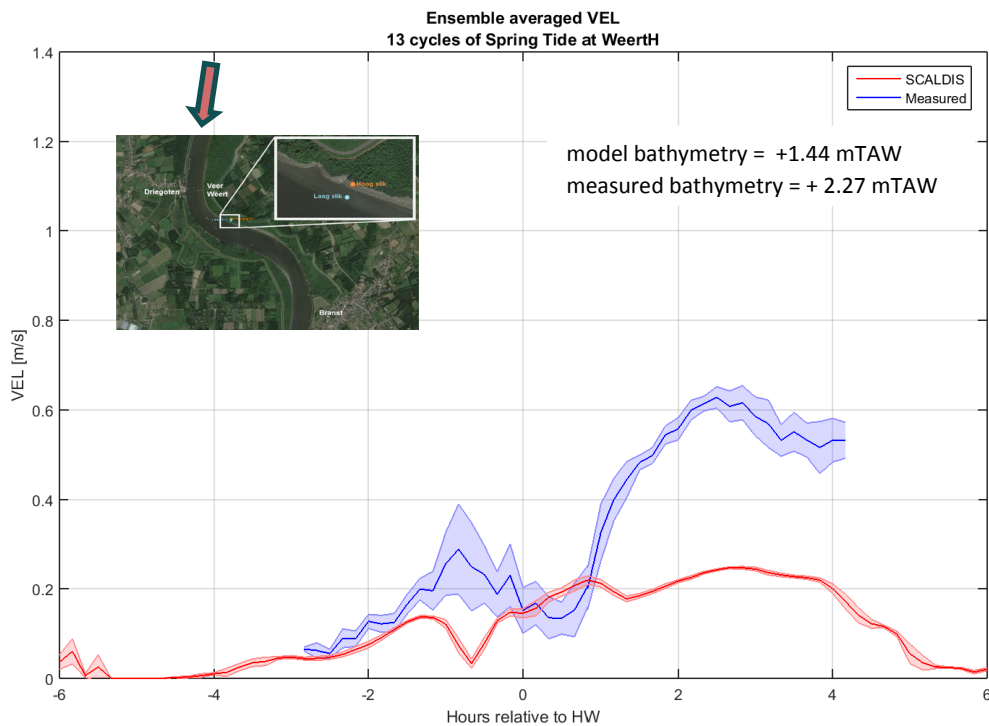 Ensemble averaged VEL
13 cycles of Spring Tide at WeertH
1.4
1.2
1
0.8
0.6
0.4
0.2
0
VEL [m/s]
SCALDIS
Measured
model bathymetry = +1.44 mTAW
measured bathymetry = + 2.27 mTAW
Driegoten
Veer
Weert
Hoog slik
Laag slik
Branst
-6
-4
-2
0
2
4
6
Hours relative to HW